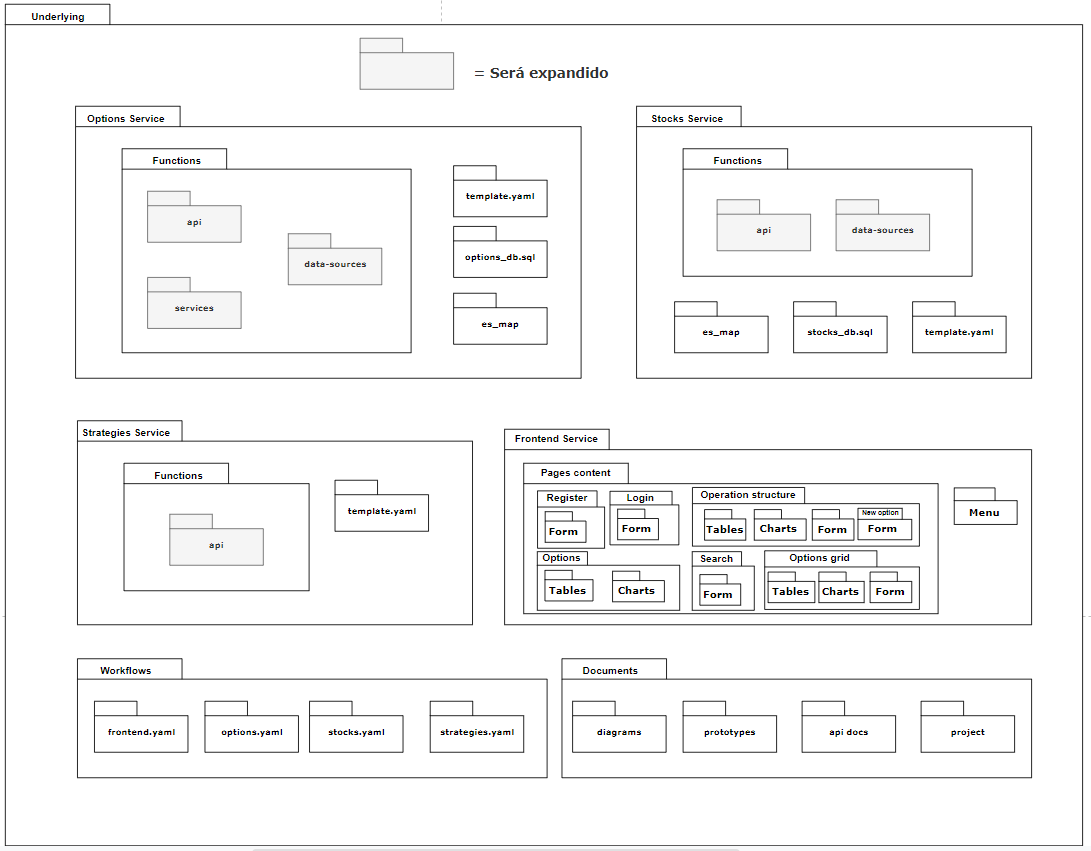 Underlying
= Será expandido
Options Service
Functions
api
data-sources
services
template.yaml
options_db.sql
es_map
Stocks Service
Functions
api
data-sources
es_map
stocks_db.sql
template.yaml
Strategies Service
Functions
api
template.yaml
Frontend Service
Pages content
Register
Form
Login
Form
Operation structure
Tables
Charts
Form
New option
Form
Options
Tables
Charts
Search
Form
Options grid
Tables
Charts
Form
Menu
Workflows
frontend.yaml
options.yaml
stocks.yaml
strategies.yaml
Documents
diagrams
prototypes
api docs
project